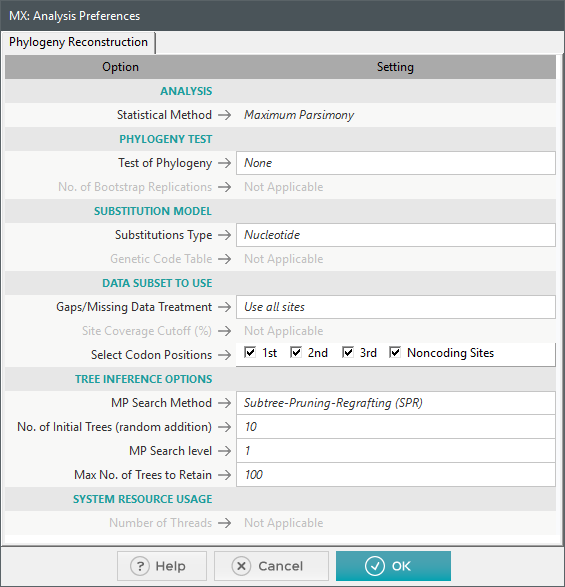 MX: Analysis Preferences
Phylogeny Reconstruction
Option Setting
ANALYSIS
Statistical Method → Maximum Parsimony
PHYLOGENY TEST
Test of Phylogeny → None
No. of Bootstrap Replications → Not Applicable
SUBSTITUTION MODEL
Substitutions Type → Nucleotide
Genetic Code Table → Not Applicable
DATA SUBSET TO USE
Gaps/Missing Data Treatment → Use all sites
Site Coverage Cutoff (%) → Not Applicable
Select Codon Positions → 1st 2nd 3rd Noncoding Sites
TREE INFERENCE OPTIONS
MP Search Method → Subtree-Pruning-Regrafting (SPR)
No. of Initial Trees (random addition) → 10
MP Search level → 1
Max No. of Trees to Retain → 100
SYSTEM RESOURCE USAGE
Number of Threads → Not Applicable
? Help Cancel OK